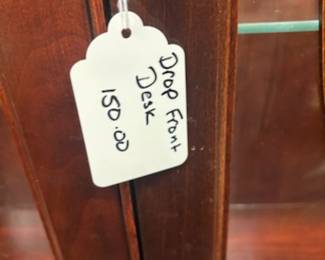 Drop Front
Desk
150.00